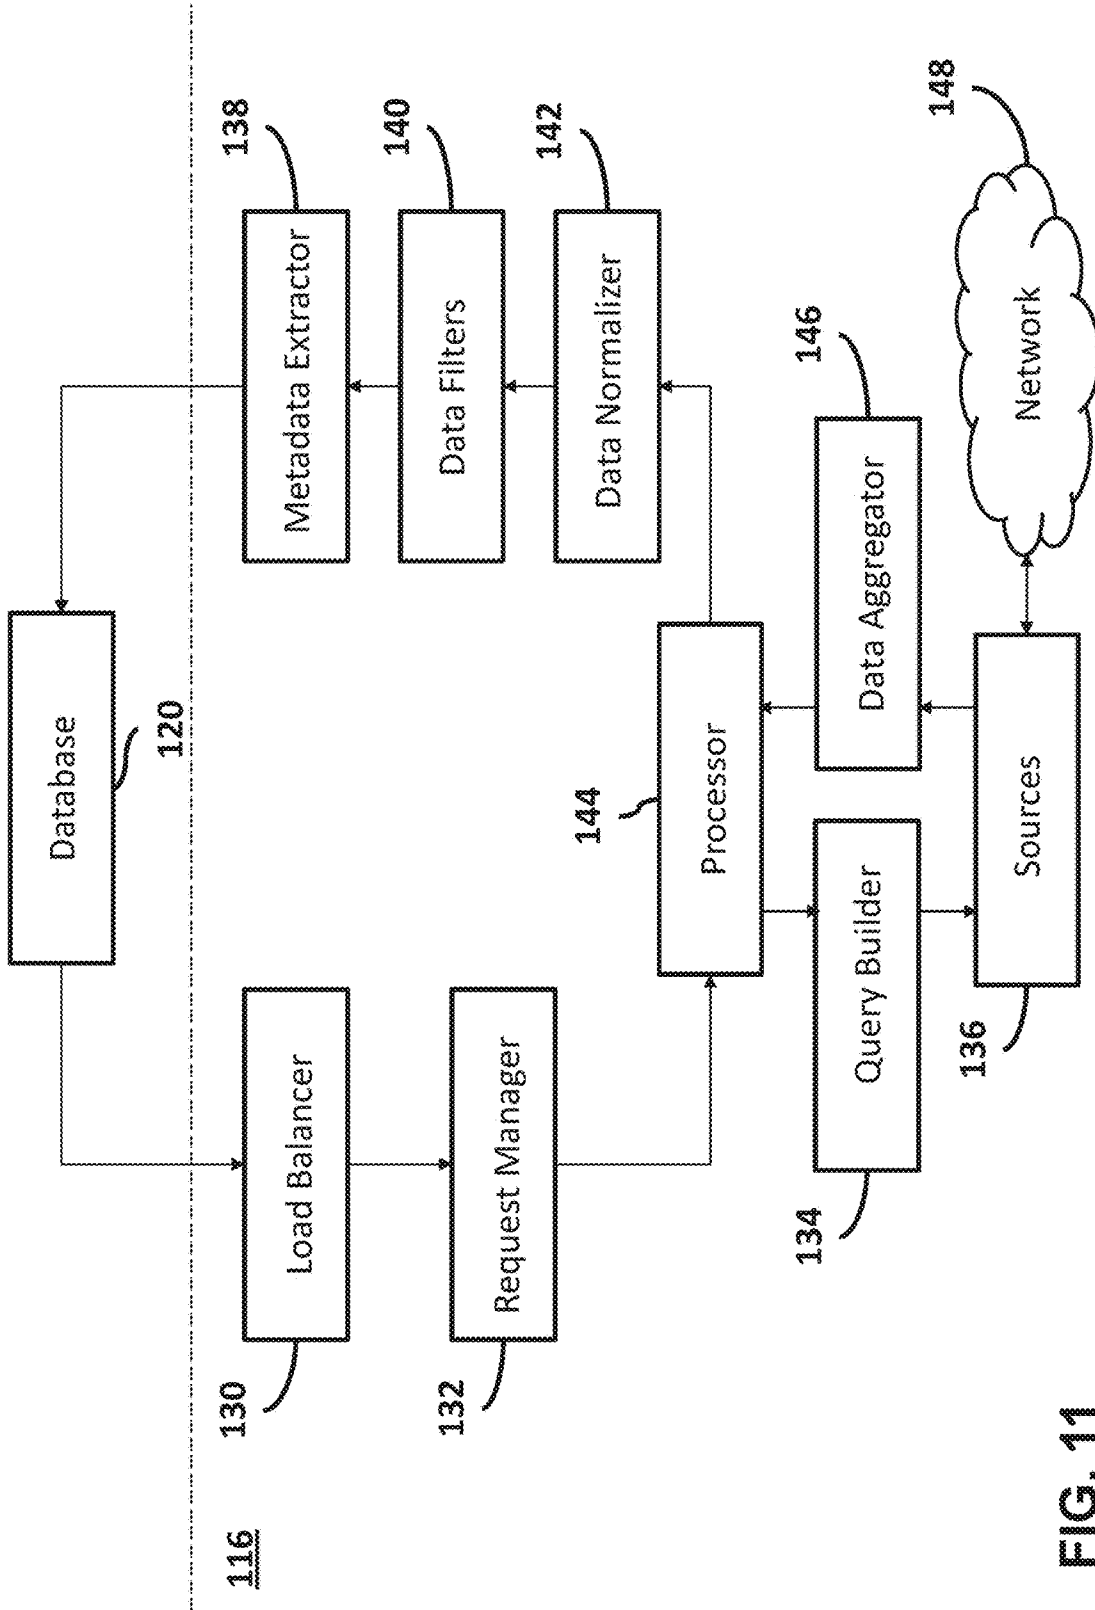 Database
120
116
130
Load Balancer
Metadata Extractor
138
132
Request Manager
Data Filters
140
Data Normalizer
142
144
Processor
134
Query Builder
Data Aggregator
146
136
Sources
Network
148
FIG. 11